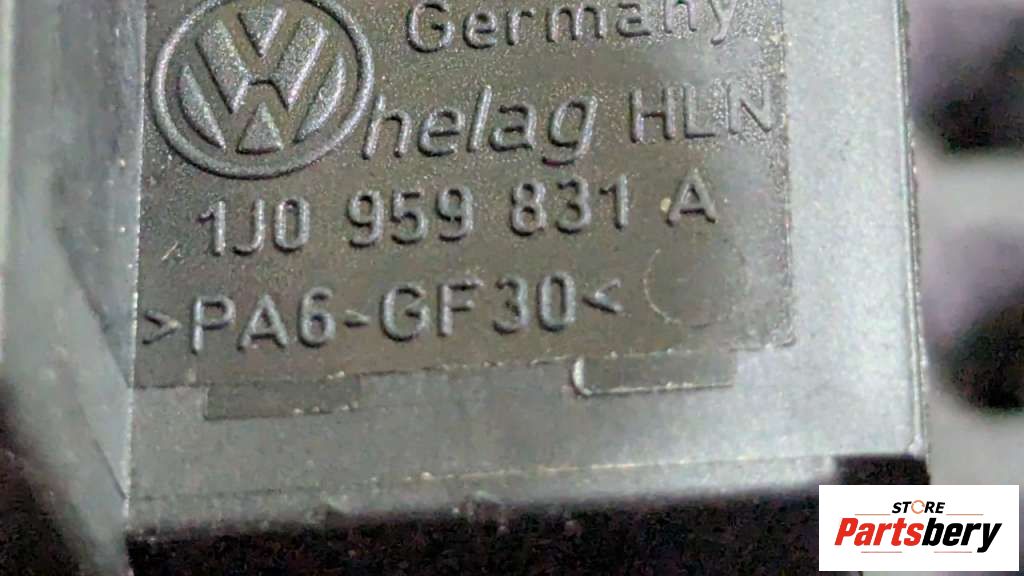 Germany
helag HLN
1J0 959 831 A
>PA6-GF30<
STORE
Partsbery